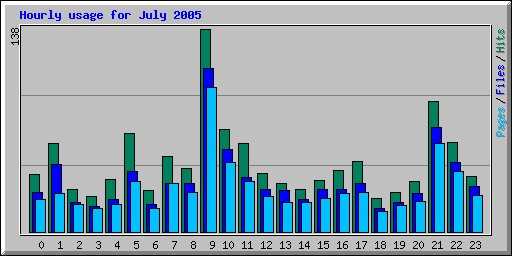 Hourly usage for July 2005
138
Pages / Files / Hits
0 1 2 3 4 5 6 7 8 9 10 11 12 13 14 15 16 17 18 19 20 21 22 23